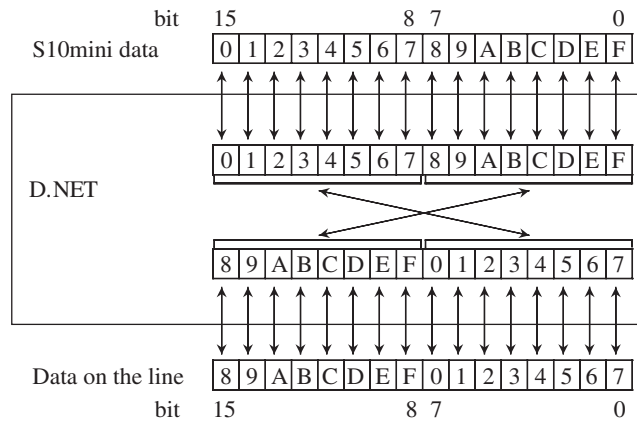 bit 15 8 7 0
S10mini data 0 1 2 3 4 5 6 7 8 9 A B C D E F
0 1 2 3 4 5 6 7 8 9 A B C D E F
D.NET
8 9 A B C D E F 0 1 2 3 4 5 6 7
Data on the line 8 9 A B C D E F 0 1 2 3 4 5 6 7
bit 15 8 7 0